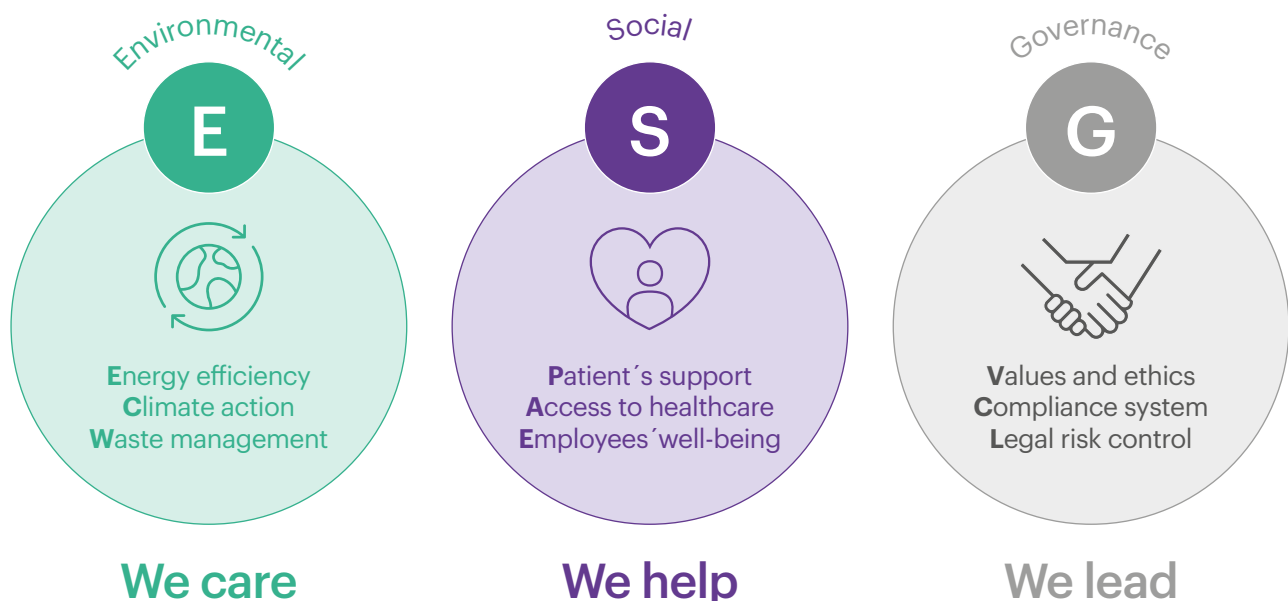 Environmental
E
Energy efficiency
Climate action
Waste management
We care
Social
S
Patient´s support
Access to healthcare
Employees´well-being
We help
Governance
G
Values and ethics
Compliance system
Legal risk control
We lead